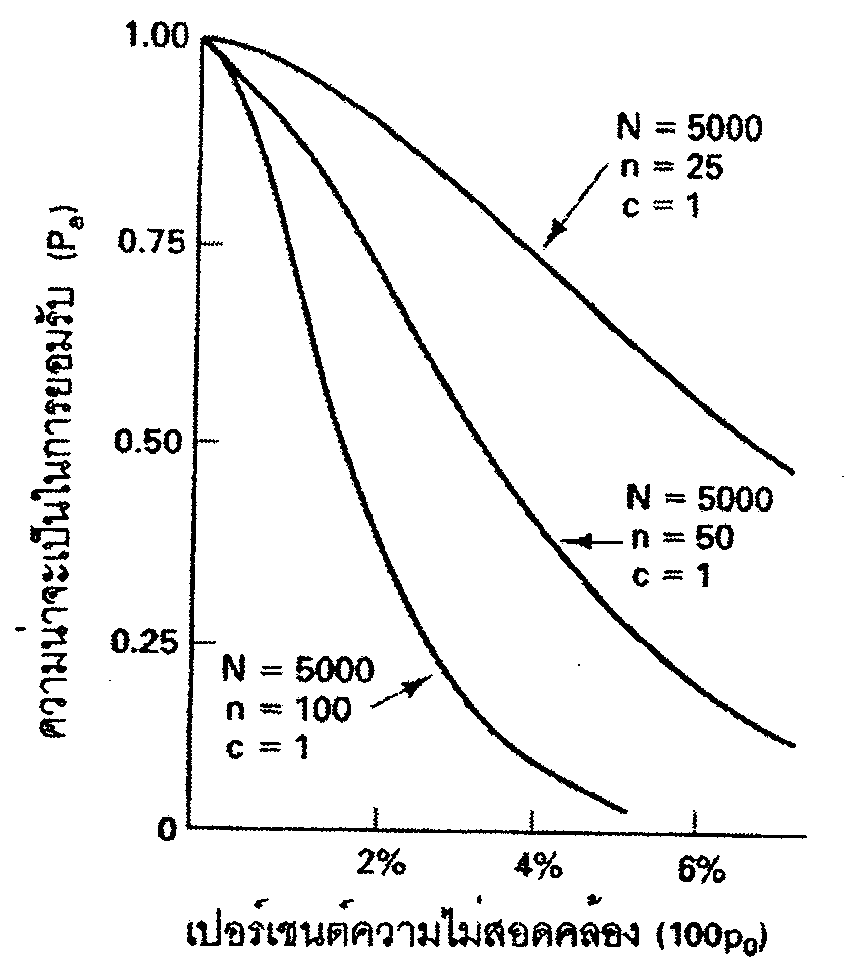 1.00
N = 5000
n = 25
c = 1
0.75
ความน่าจะเป็นในการยอมรับ (Pa)
0.50
N = 5000
n = 50
c = 1
0.25
N = 5000
n = 100
c = 1
0
2% 4% 6%
เปอร์เซนต์ความไม่สอดคล้อง (100p0)